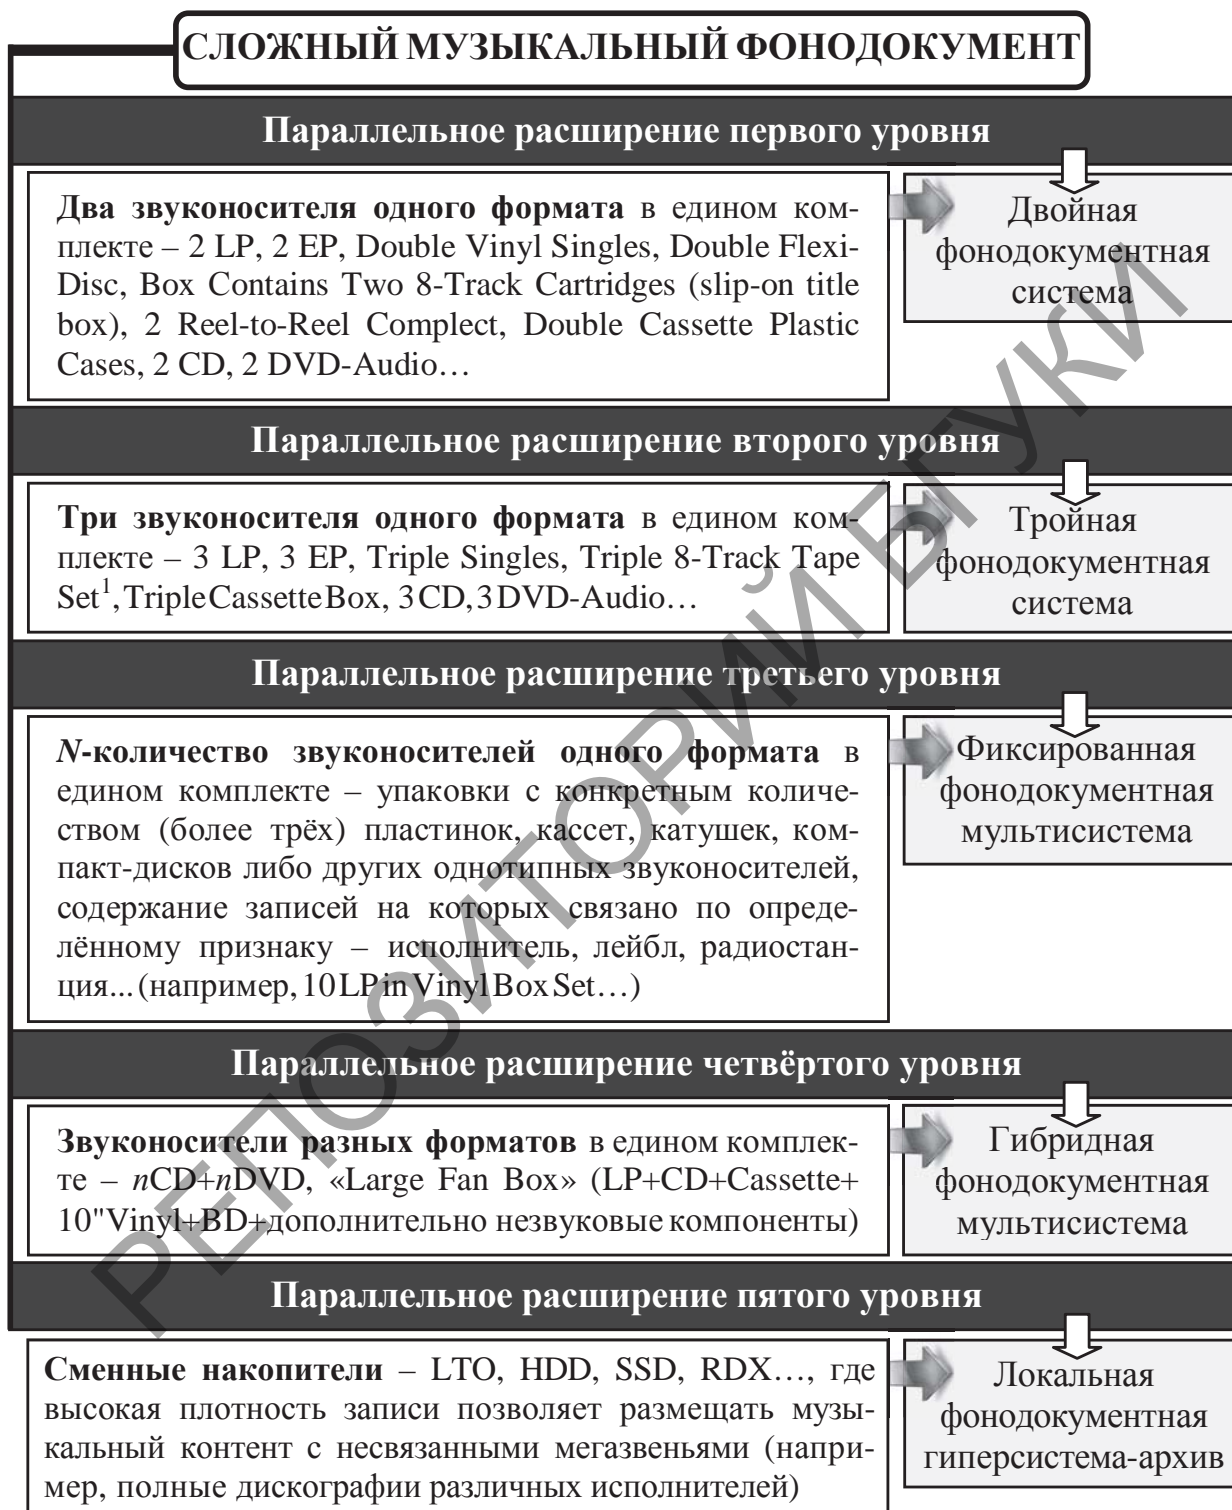 СЛОЖНЫЙ МУЗЫКАЛЬНЫЙ ФОНОДОКУМЕНТ
Параллельное расширение первого уровня
Два звуконосителя одного формата в едином ком-
плекте – 2 LP, 2 EP, Double Vinyl Singles, Double Flexi-
Disc, Box Contains Two 8-Track Cartridges (slip-on title
box), 2 Reel-to-Reel Complect, Double Cassette Plastic
Cases, 2 CD, 2 DVD-Audio…
Двойная
фонодокументная
система
Параллельное расширение второго уровня
Три звуконосителя одного формата в едином ком-
плекте – 3 LP, 3 EP, Triple Singles, Triple 8-Track Tape
Set¹, Triple Cassette Box, 3 CD, 3 DVD-Audio…
Тройная
фонодокументная
система
Параллельное расширение третьего уровня
N-количество звуконосителей одного формата в
едином комплекте – упаковки с конкретным количе-
ством (более трёх) пластинок, кассет, катушек, ком-
пакт-дисков либо других однотипных звуконосителей,
содержание записей на которых связано по опреде-
лённому признаку – исполнитель, лейбл, радиостан-
ция... (например, 10 LP in Vinyl Box Set…)
Фиксированная
фонодокументная
мультисистема
Параллельное расширение четвёртого уровня
Звуконосители разных форматов в едином комплек-
те – nCD+nDVD, «Large Fan Box» (LP+CD+Cassette+
10"Vinyl+BD+дополнительно незвуковые компоненты)
Гибридная
фонодокументная
мультисистема
Параллельное расширение пятого уровня
Сменные накопители – LTO, HDD, SSD, RDX…, где
высокая плотность записи позволяет размещать музы-
кальный контент с несвязанными мегазвеньями (напри-
мер, полные дискографии различных исполнителей)
Локальная
фонодокументная
гиперсистема-архив
РЕПОЗИТОРИЙ БГУКИ